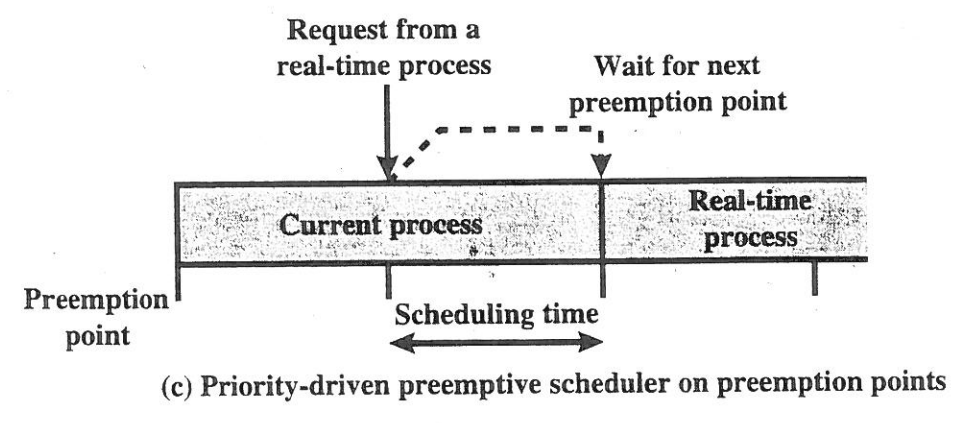 Request from a
real-time process
Wait for next
preemption point
Current process
Real-time
process
Preemption
point
Scheduling time
(c) Priority-driven preemptive scheduler on preemption points